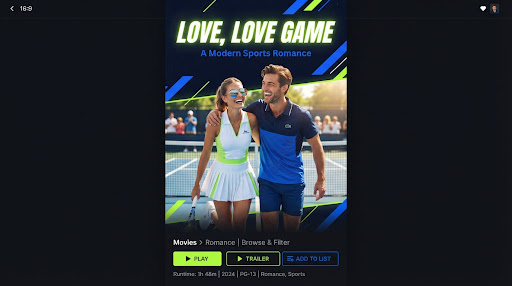 16:9
LOVE, LOVE GAME
A Modern Sports Romance
Movies > Romance | Browse & Filter
PLAY
TRAILER
ADD TO LIST
Runtime: 1h 48m | 2024 | PG-13 | Romance, Sports